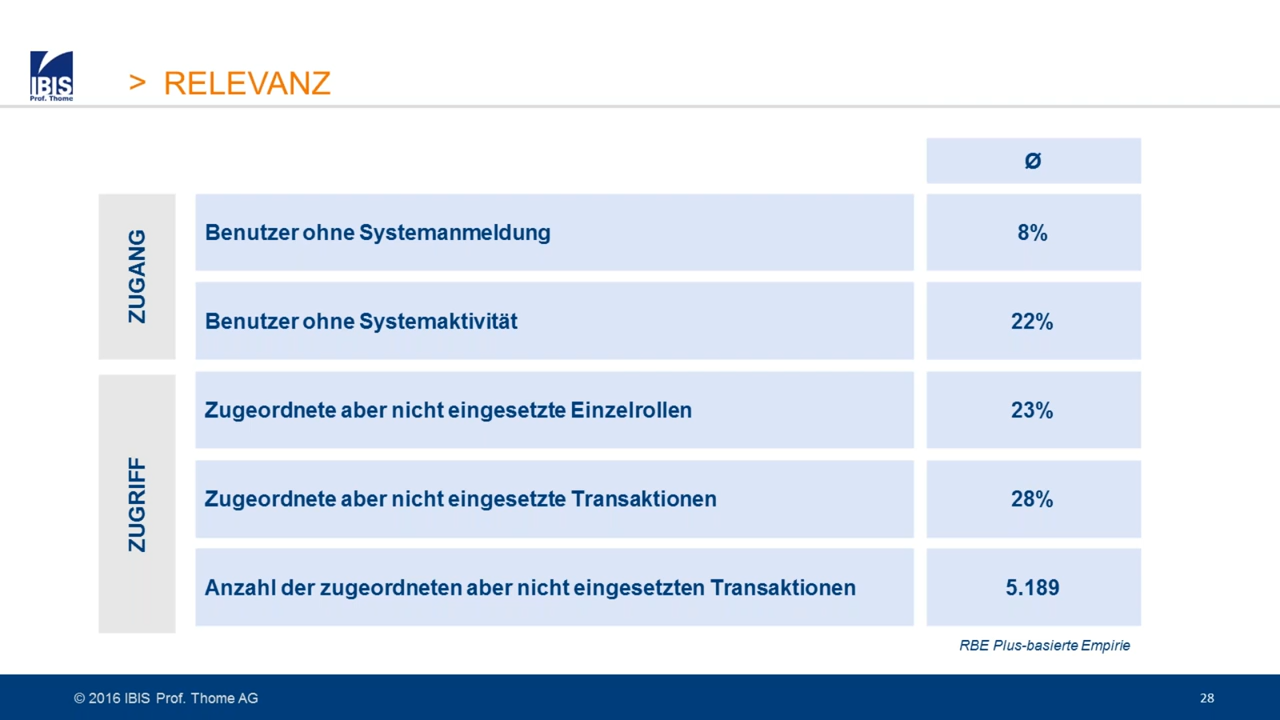 IBIS
Prof. Thome
> RELEVANZ
Ø
ZUGANG
Benutzer ohne Systemanmeldung
8%
Benutzer ohne Systemaktivität
22%
ZUGRIFF
Zugeordnete aber nicht eingesetzte Einzelrollen
23%
Zugeordnete aber nicht eingesetzte Transaktionen
28%
Anzahl der zugeordneten aber nicht eingesetzten Transaktionen
5.189
RBE Plus-basierte Empirie
© 2016 IBIS Prof. Thome AG
28